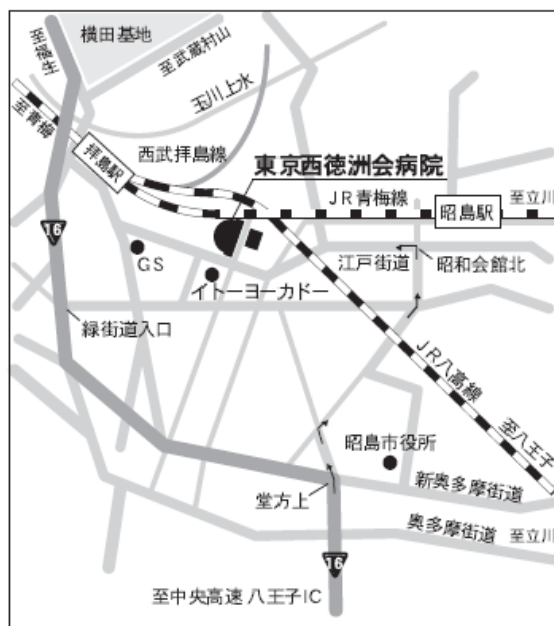 横田基地
至福生
至武蔵村山
玉川上水
至青梅
拝島駅
西武拝島線
東京西徳洲会病院
JR青梅線
至立川
昭島駅
16
GS
イトーヨーカドー
江戸街道
昭和会館北
緑街道入口
JR八高線
至八王子
昭島市役所
堂方上
新奥多摩街道
奥多摩街道
至立川
16
至中央高速 八王子IC